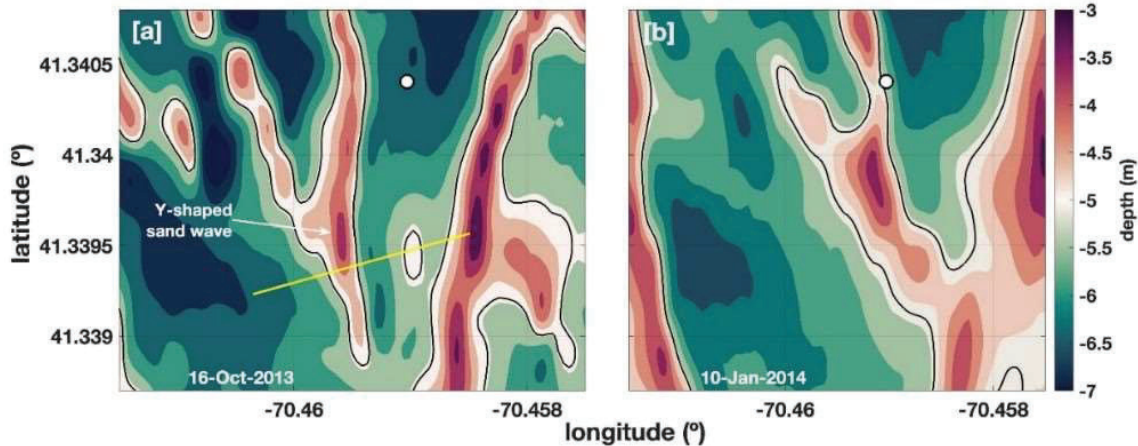 [a]
[b]
41.3405
41.34
41.3395
41.339
latitude (º)
Y-shaped
sand wave
16-Oct-2013
10-Jan-2014
-70.46
-70.458
-70.46
-70.458
longitude (º)
-3
-3.5
-4
-4.5
-5
-5.5
-6
-6.5
-7
depth (m)